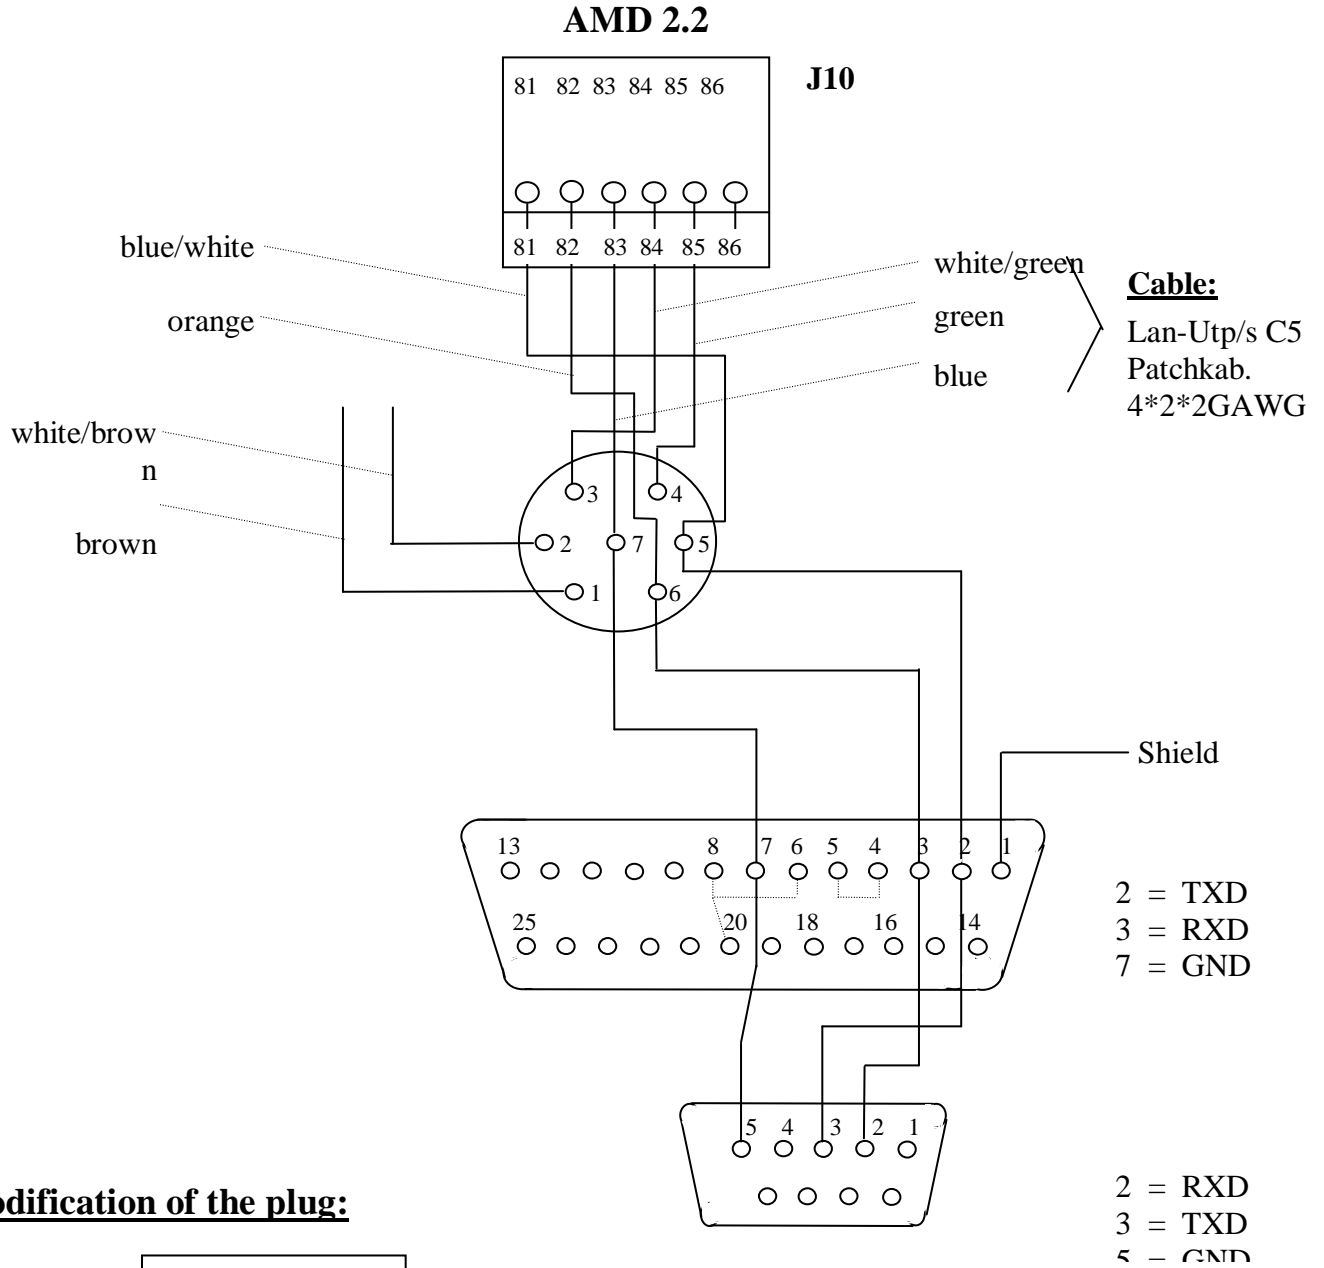 AMD 2.2
J10
81 82 83 84 85 86
81 82 83 84 85 86
blue/white
orange
white/brow
n
brown
white/green
green
blue
Cable:
Lan-Utp/s C5
Patchkab.
4*2*2GAWG
3 4
2 7 5
1 6
Shield
13 8 7 6 5 4 3 2 1
25 20 18 16 14
2 = TXD
3 = RXD
7 = GND
5 4 3 2 1
odification of the plug:
2 = RXD
3 = TXD
5 = GND